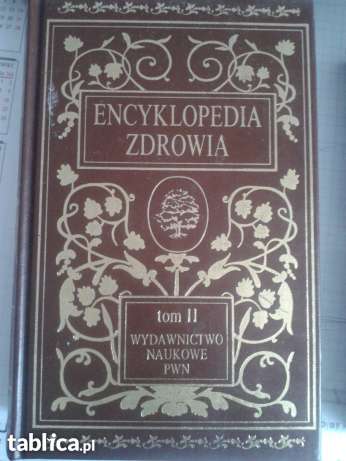 ENCYKLOPEDIA
ZDROWIA
tom II
WYDAWNICTWO
NAUKOWE
PWN
tablica.pl